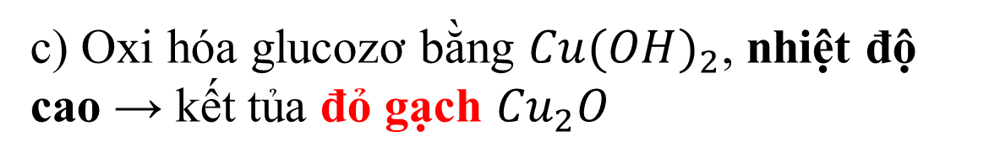 c) Oxi hóa glucozơ bằng Cu(OH)₂, nhiệt độ
cao → kết tủa đỏ gạch Cu₂O